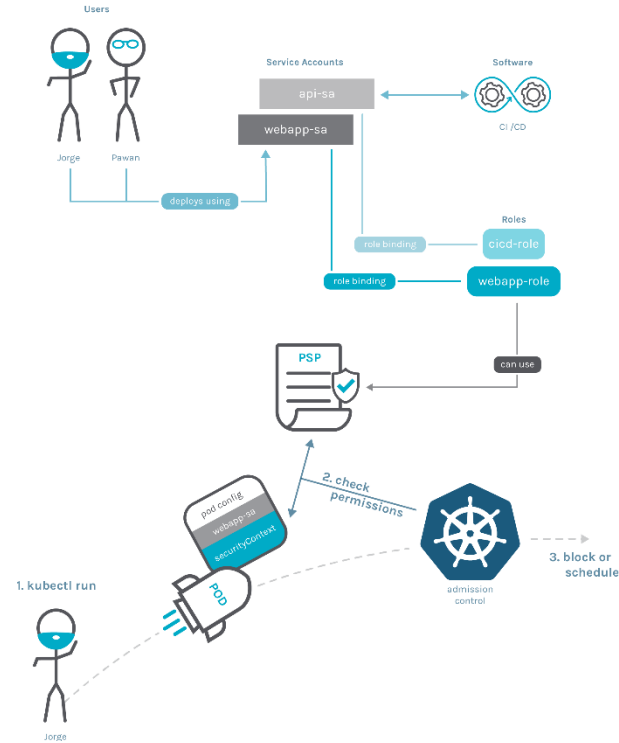 Users
Service Accounts
Software
api-sa
webapp-sa
CI /CD
Jorge
Pawan
deploys using
Roles
role binding
cicd-role
role binding
webapp-role
PSP
can use
2. check
permissions
pod config
webapp-sa
securityContext
POD
1. kubectl run
3. block or
schedule
admission
control
Jorge